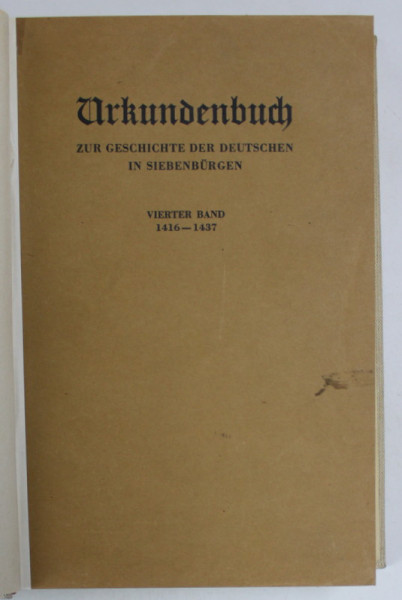 Urkundenbuch
ZUR GESCHICHTE DER DEUTSCHEN
IN SIEBENBÜRGEN
VIERTER BAND
1416—1437